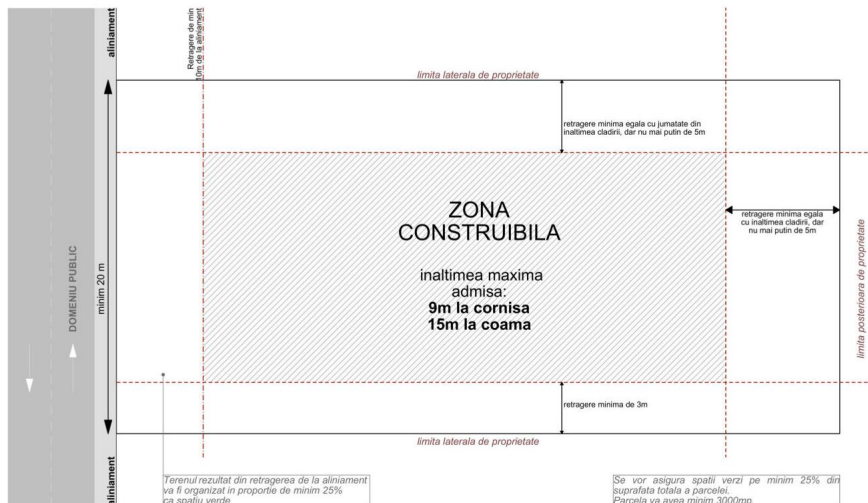 aliniament
Retragere de min
10m de la aliniament
limita laterala de proprietate
retragere minima egala cu jumatate din
inaltimea cladirii, dar nu mai putin de 5m
ZONA
CONSTRUIBILA
inaltimea maxima
admisa:
9m la cornisa
15m la coama
retragere minima egala
cu inaltimea cladirii, dar
nu mai putin de 5m
DOMENIU PUBLIC
minim 20 m
limita posterioara de proprietate
retragere minima de 3m
limita laterala de proprietate
aliniament
Terenul rezultat din retragerea de la aliniament
va fi organizat in proportie de minim 25%
ca spatiu verde
Se vor asigura spatii verzi pe minim 25% din
suprafata totala a parcelei.
Parcela va avea minim 3000mp.